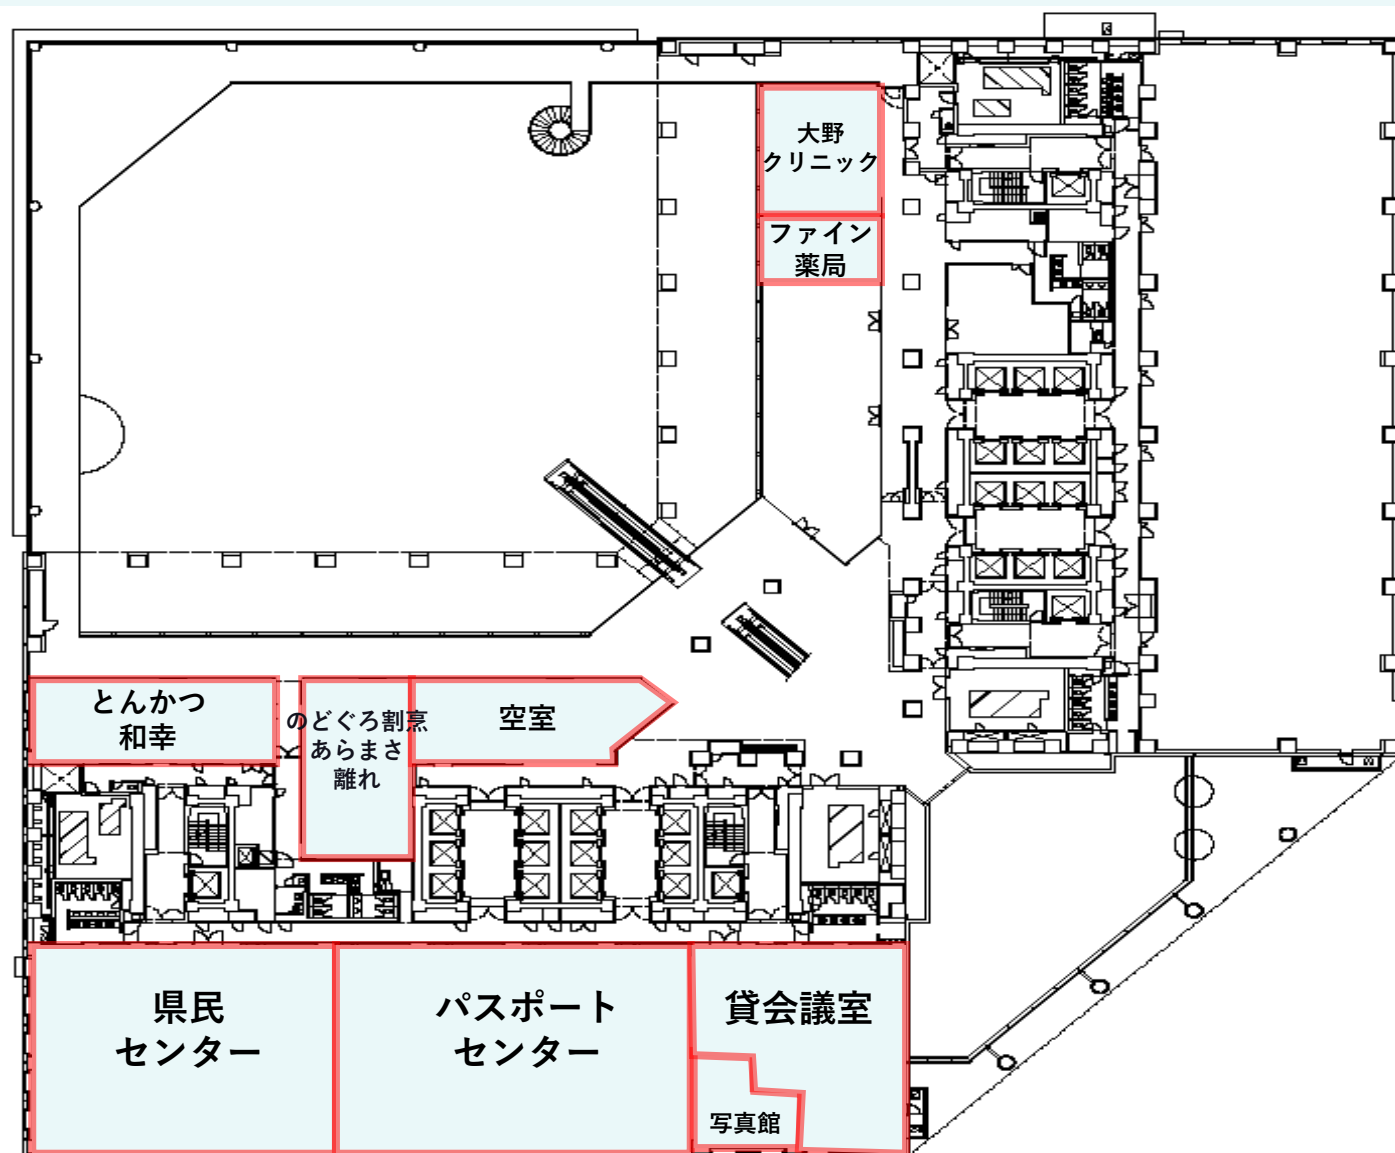 大野
クリニック
ファイン
薬局
とんかつ
和幸
のどぐろ割烹
あらまさ
離れ
空室
県民
センター
パスポート
センター
貸会議室
写真館